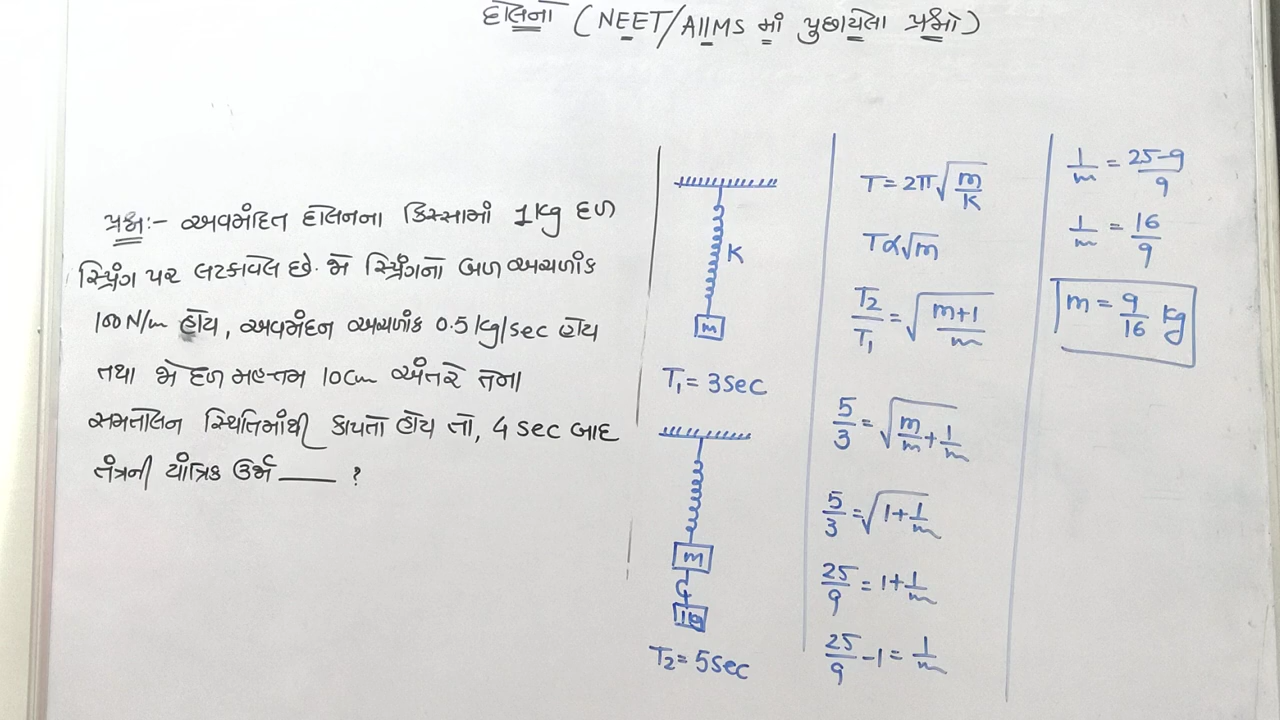 દોલનો (NEET/AIIMS માં પુછાયેલા પ્રશ્નો)
પ્રશ્ન:- અવમંદિત દોલનના કિસ્સામાં 1kg દળ
સ્પ્રિંગ પર લટકાવેલ છે. જો સ્પ્રિંગનો બળ અચળાંક
100 N/m હોય, અવમંદન અચળાંક 0.5 kg/sec હોય
તથા જો દળ મહત્તમ 10cm અંતરે તેના
સમતોલન સ્થિતિમાંથી કાપતો હોય તો, 4 sec બાદ
તંત્રની યાંત્રિક ઉર્જા ____ ?
K
m
T₁ = 3sec
m
1kg
T₂ = 5sec
T = 2π√(m/K)
T α √m
T₂/T₁ = √((m+1)/m)
5/3 = √(m/m + 1/m)
5/3 = √(1 + 1/m)
25/9 = 1 + 1/m
25/9 - 1 = 1/m
1/m = (25-9)/9
1/m = 16/9
m = 9/16 kg